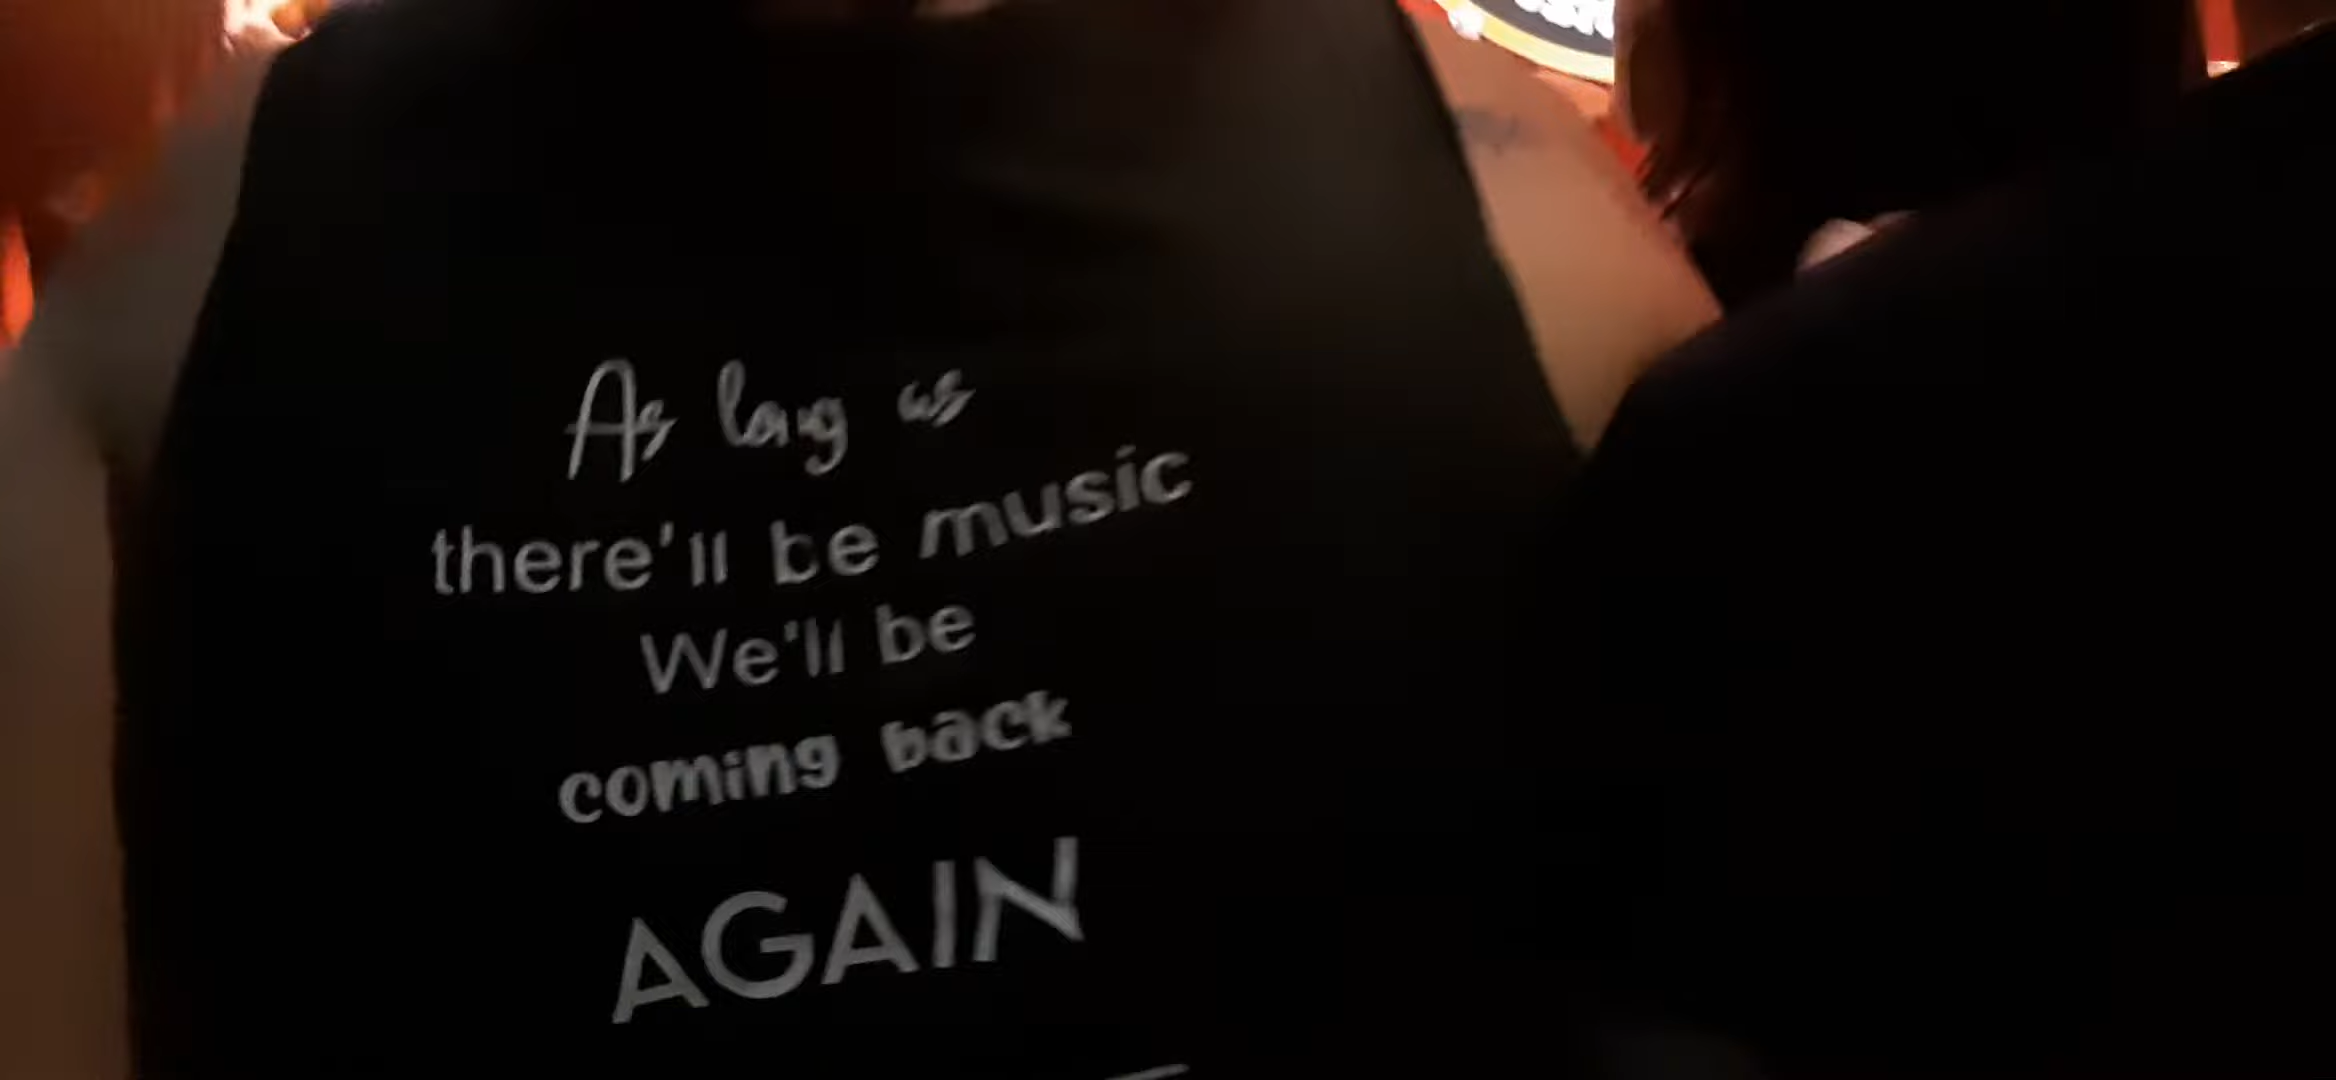 As long as
there'll be music
We'll be
coming back
AGAIN